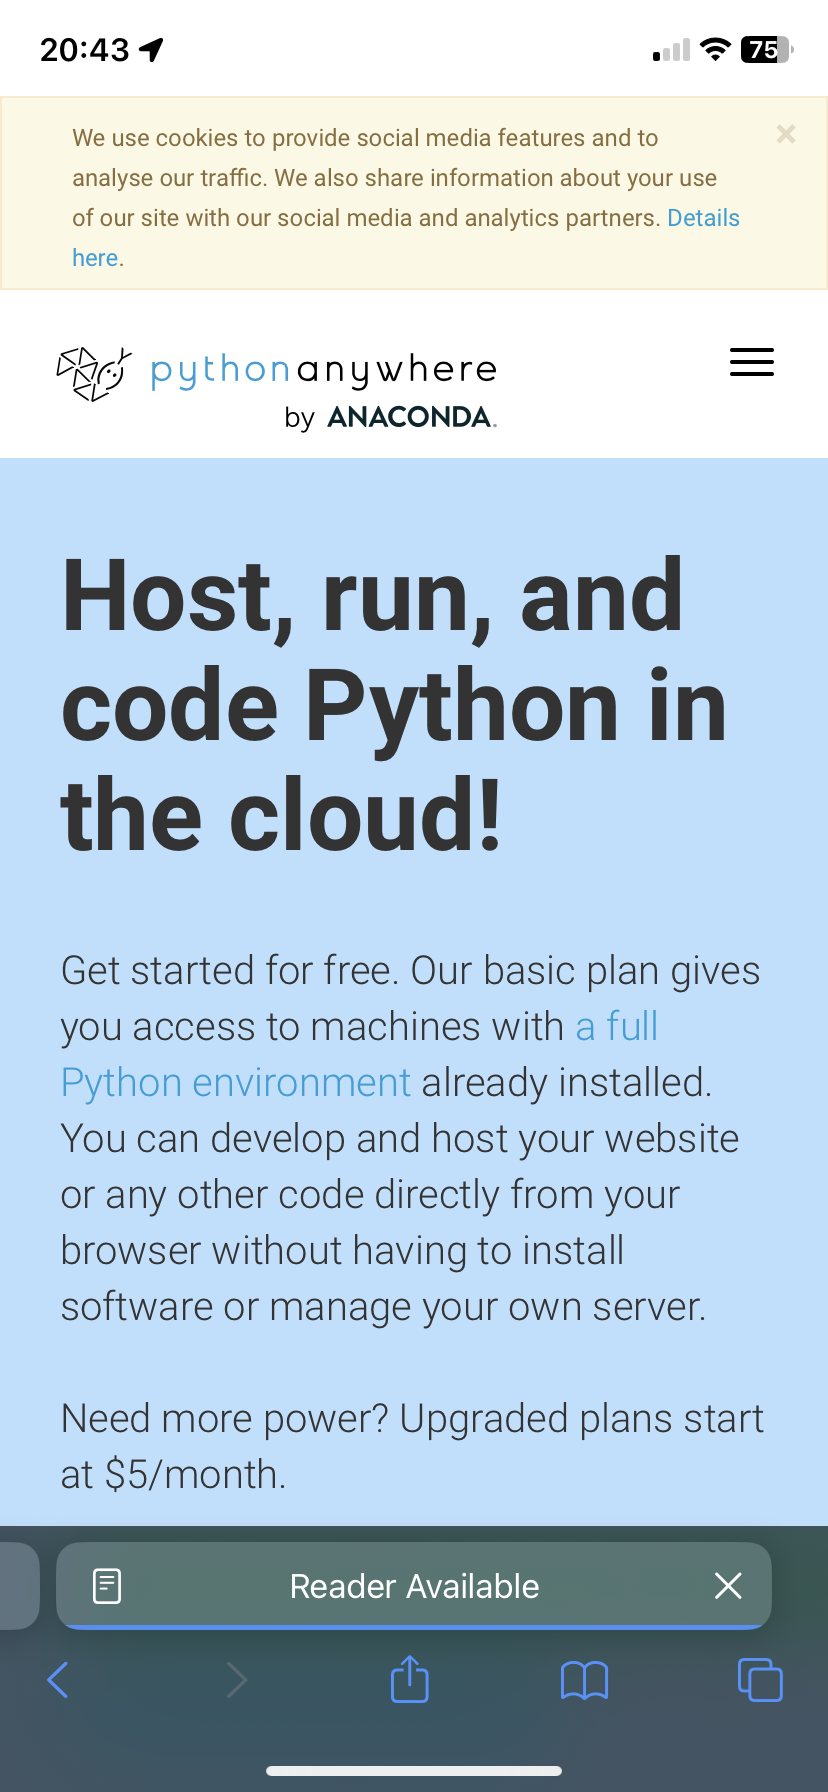 20:43
75
We use cookies to provide social media features and to
analyse our traffic. We also share information about your use
of our site with our social media and analytics partners. Details
here.
×
pythonanywhere
by ANACONDA.
Host, run, and
code Python in
the cloud!
Get started for free. Our basic plan gives
you access to machines with a full
Python environment already installed.
You can develop and host your website
or any other code directly from your
browser without having to install
software or manage your own server.
Need more power? Upgraded plans start
at $5/month.
Reader Available